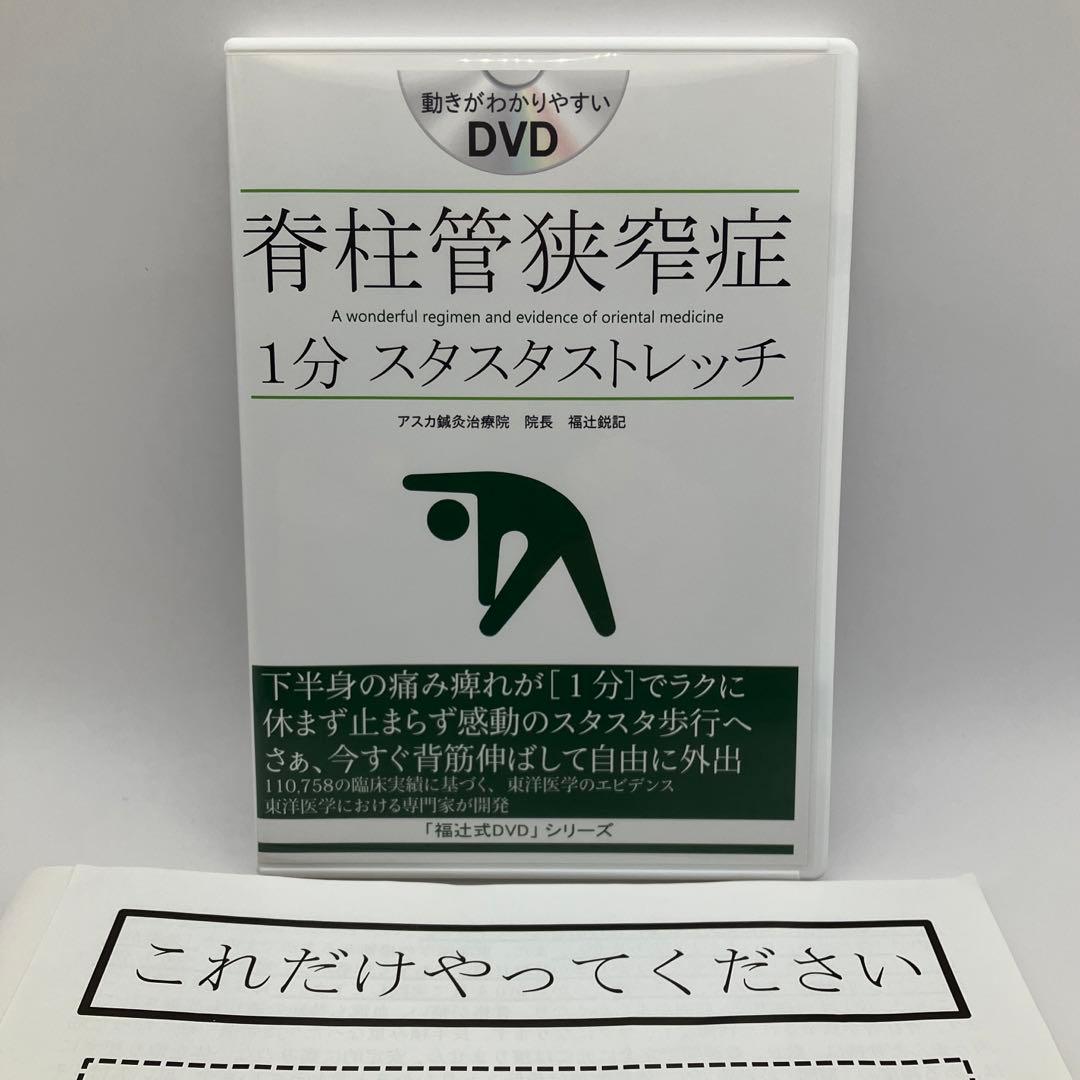 動きがわかりやすい
DVD
脊柱管狭窄症
A wonderful regimen and evidence of oriental medicine
1分 スタスタストレッチ
アスカ鍼灸治療院 院長 福辻鋭記
下半身の痛み痺れが[1分]でラクに
休まず止まらず感動のスタスタ歩行へ
さぁ、今すぐ背筋伸ばして自由に外出
110,758の臨床実績に基づく、東洋医学のエビデンス
東洋医学における専門家が開発
「福辻式DVD」シリーズ
これだけやってください